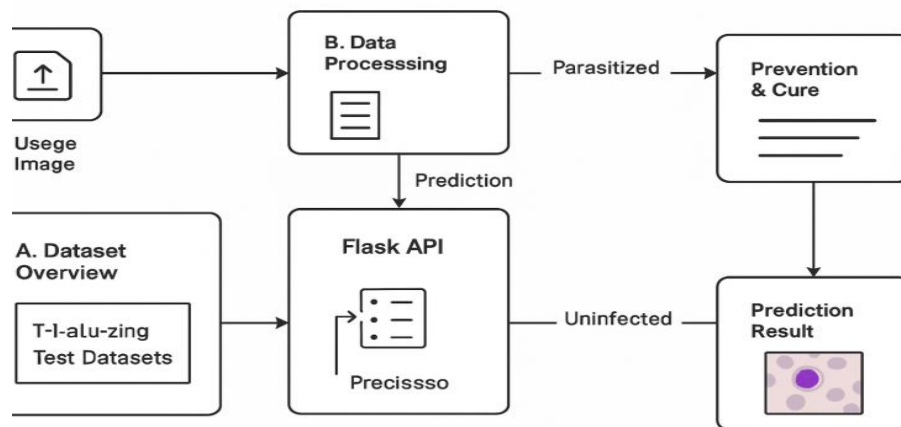 Usege
Image
B. Data
Processsing
Parasitized
Prevention
& Cure
Prediction
A. Dataset
Overview
T-I-aLu-zing
Test Datasets
Flask API
Precissso
Uninfected
Prediction
Result